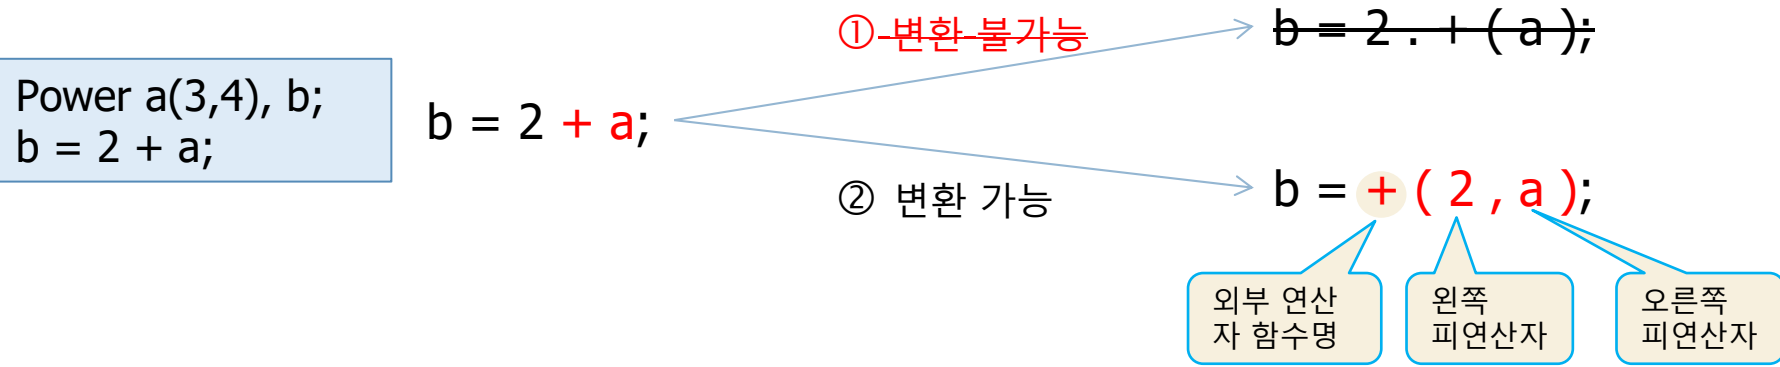 Power a(3,4), b;
b = 2 + a;
b = 2 + a;
① 변환 불가능
b = 2 . + ( a );
② 변환 가능
b = + ( 2 , a );
외부 연산
자 함수명
왼쪽
피연산자
오른쪽
피연산자